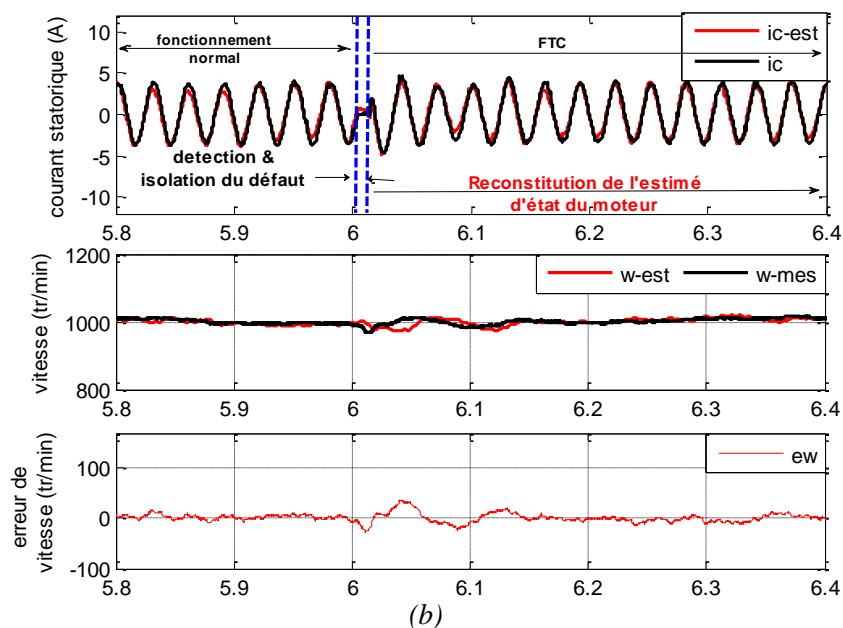 10
5
0
-5
-10
courant statorique (A)
fonctionnement
normal
FTC
ic-est
ic
detection &
isolation du défaut
Reconstitution de l'estimé
d'état du moteur
5.8 5.9 6 6.1 6.2 6.3 6.4
1200
1000
800
vitesse (tr/min)
w-est w-mes
5.8 5.9 6 6.1 6.2 6.3 6.4
100
0
-100
erreur de
vitesse (tr/min)
ew
5.8 5.9 6 6.1 6.2 6.3 6.4
(b)